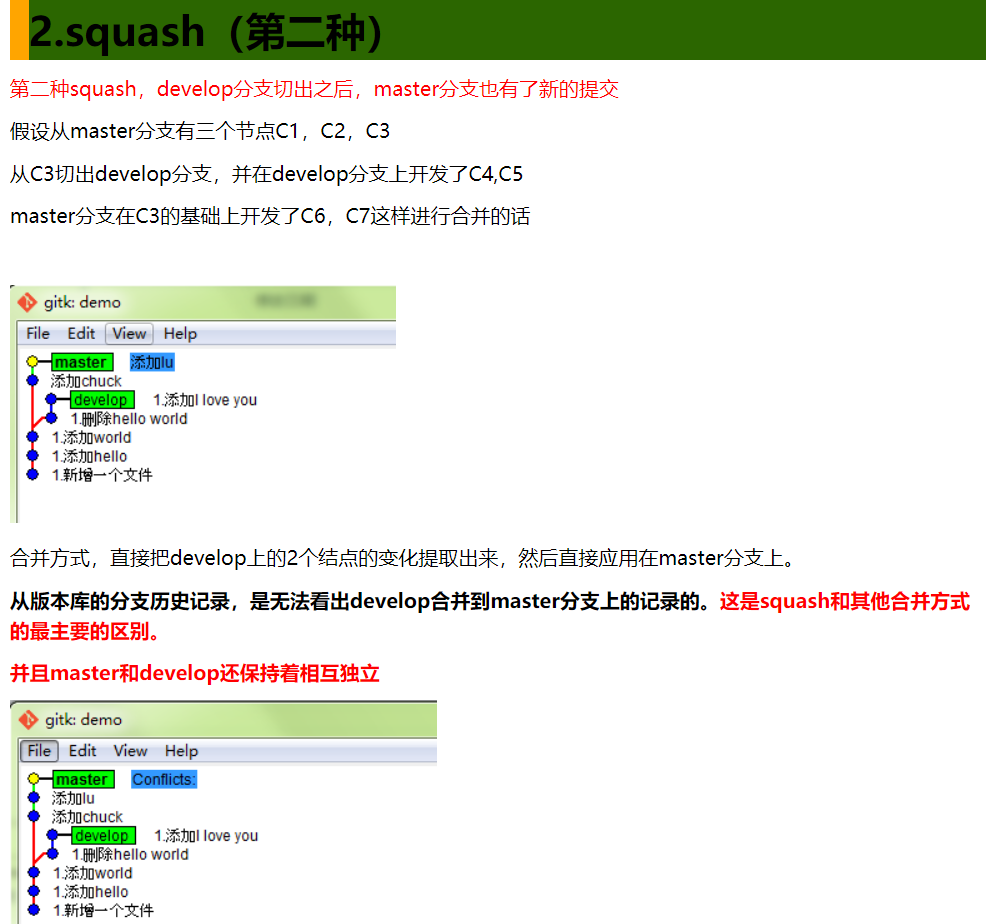 2.squash（第二种）
第二种squash，develop分支切出之后，master分支也有了新的提交
假设从master分支有三个节点C1，C2，C3
从C3切出develop分支，并在develop分支上开发了C4,C5
master分支在C3的基础上开发了C6，C7这样进行合并的话
gitk: demo
File Edit View Help
master 添加lu
添加chuck
develop 1.添加I love you
1.删除hello world
1.添加world
1.添加hello
1.新增一个文件
合并方式，直接把develop上的2个结点的变化提取出来，然后直接应用在master分支上。
从版本库的分支历史记录，是无法看出develop合并到master分支上的记录的。这是squash和其他合并方式
的最主要的区别。
并且master和develop还保持着相互独立
gitk: demo
File Edit View Help
master Conflicts:
添加lu
添加chuck
develop 1.添加I love you
1.删除hello world
1.添加world
1.添加hello
1.新增一个文件